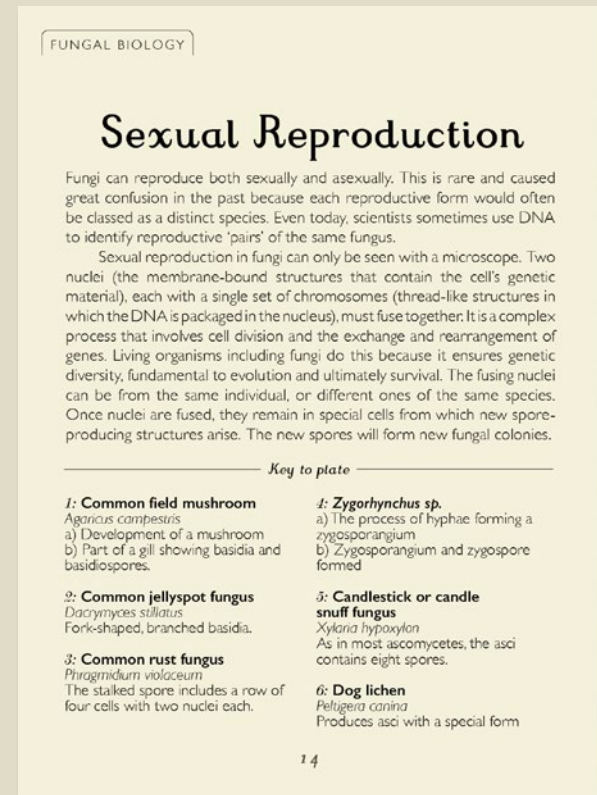 FUNGAL BIOLOGY
Sexual Reproduction
Fungi can reproduce both sexually and asexually. This is rare and caused
great confusion in the past because each reproductive form would often
be classed as a distinct species. Even today, scientists sometimes use DNA
to identify reproductive ‘pairs’ of the same fungus.
Sexual reproduction in fungi can only be seen with a microscope. Two
nuclei (the membrane-bound structures that contain the cell’s genetic
material), each with a single set of chromosomes (thread-like structures in
which the DNA is packaged in the nucleus), must fuse together. It is a complex
process that involves cell division and the exchange and rearrangement of
genes. Living organisms including fungi do this because it ensures genetic
diversity, fundamental to evolution and ultimately survival. The fusing nuclei
can be from the same individual, or different ones of the same species.
Once nuclei are fused, they remain in special cells from which new spore-
producing structures arise. The new spores will form new fungal colonies.
Key to plate
1: Common field mushroom
Agaricus campestris
a) Development of a mushroom
b) Part of a gill showing basidia and
basidiospores.
2: Common jellyspot fungus
Dacrymyces stillatus
Fork-shaped, branched basidia.
3: Common rust fungus
Phragmidium violaceum
The stalked spore includes a row of
four cells with two nuclei each.
4: Zygorhynchus sp.
a) The process of hyphae forming a
zygosporangium
b) Zygosporangium and zygospore
formed
5: Candlestick or candle
snuff fungus
Xylaria hypoxylon
As in most ascomycetes, the asci
contains eight spores.
6: Dog lichen
Peltigera canina
Produces asci with a special form
14